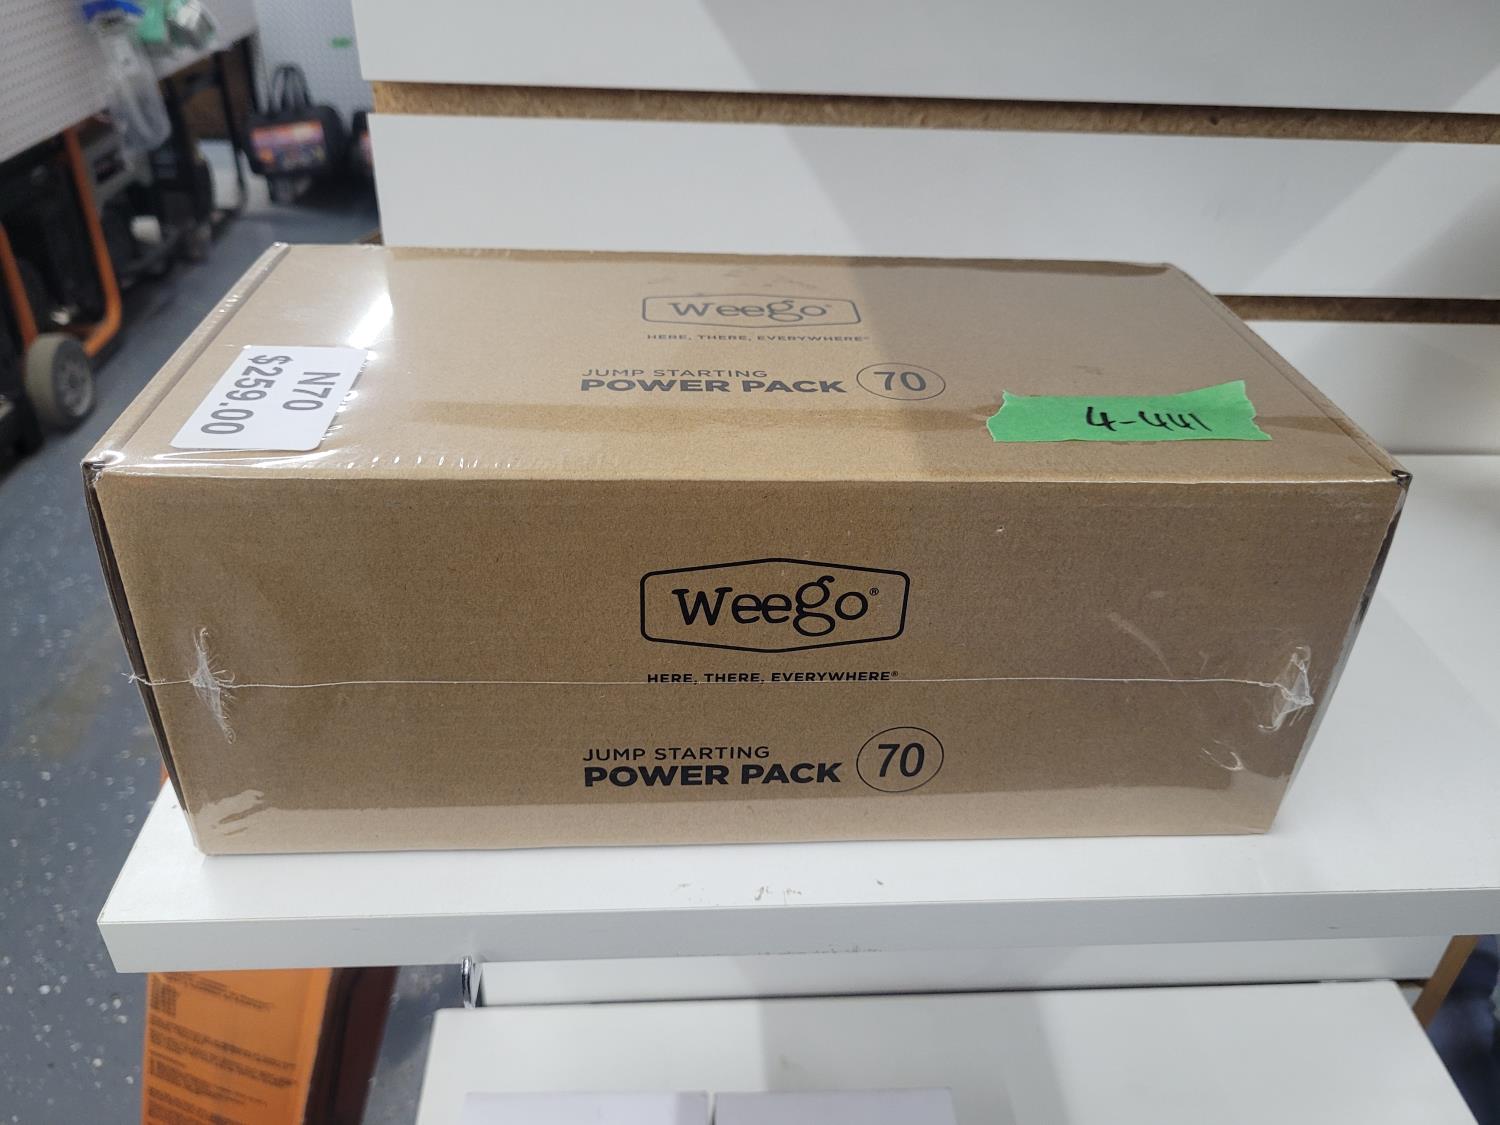 Weego®
HERE, THERE, EVERYWHERE®
JUMP STARTING
POWER PACK 70
N70
$259.00
4-441
Weego®
HERE, THERE, EVERYWHERE®
JUMP STARTING
POWER PACK 70